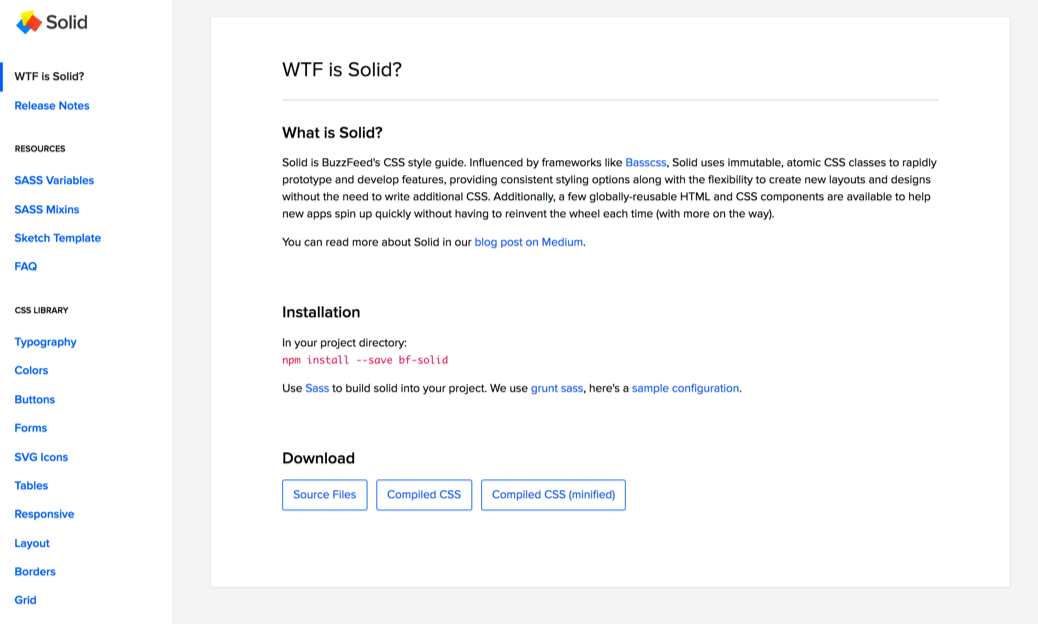 Solid
WTF is Solid?
Release Notes
RESOURCES
SASS Variables
SASS Mixins
Sketch Template
FAQ
CSS LIBRARY
Typography
Colors
Buttons
Forms
SVG Icons
Tables
Responsive
Layout
Borders
Grid
WTF is Solid?
What is Solid?
Solid is BuzzFeed's CSS style guide. Influenced by frameworks like Basscss, Solid uses immutable, atomic CSS classes to rapidly
prototype and develop features, providing consistent styling options along with the flexibility to create new layouts and designs
without the need to write additional CSS. Additionally, a few globally-reusable HTML and CSS components are available to help
new apps spin up quickly without having to reinvent the wheel each time (with more on the way).
You can read more about Solid in our blog post on Medium.
Installation
In your project directory:
npm install --save bf-solid
Use Sass to build solid into your project. We use grunt sass, here's a sample configuration.
Download
Source Files
Compiled CSS
Compiled CSS (minified)